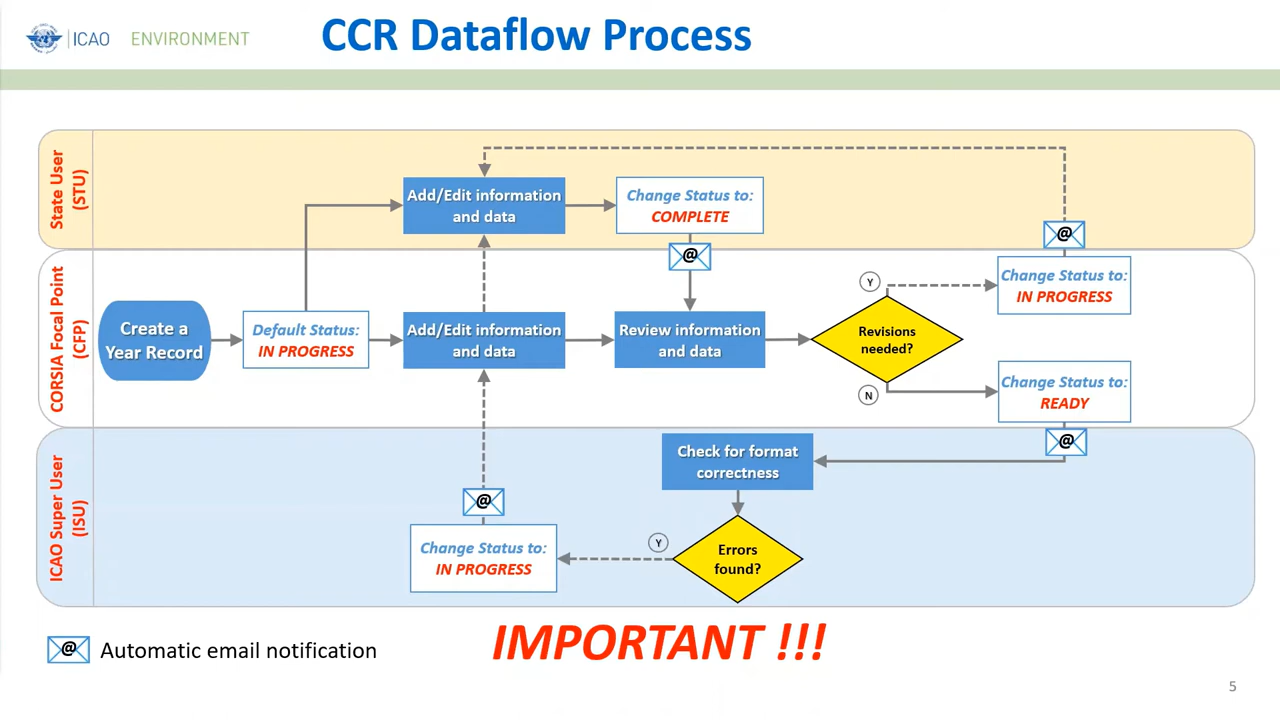 ICAO ENVIRONMENT
CCR Dataflow Process
State User
(STU)
Add/Edit information
and data
Change Status to:
COMPLETE
@
@
CORSIA Focal Point
(CFP)
Create a
Year Record
Default Status:
IN PROGRESS
Add/Edit information
and data
Review information
and data
Revisions
needed?
Y
Change Status to:
IN PROGRESS
N
Change Status to:
READY
@
ICAO Super User
(ISU)
Check for format
correctness
Errors
found?
Y
Change Status to:
IN PROGRESS
@
@ Automatic email notification
IMPORTANT !!!
5